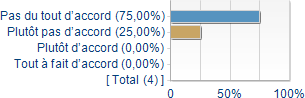 Pas du tout d'accord (75,00%)
Plutôt pas d'accord (25,00%)
Plutôt d'accord (0,00%)
Tout à fait d'accord (0,00%)
[ Total (4) ]
0 50% 100%